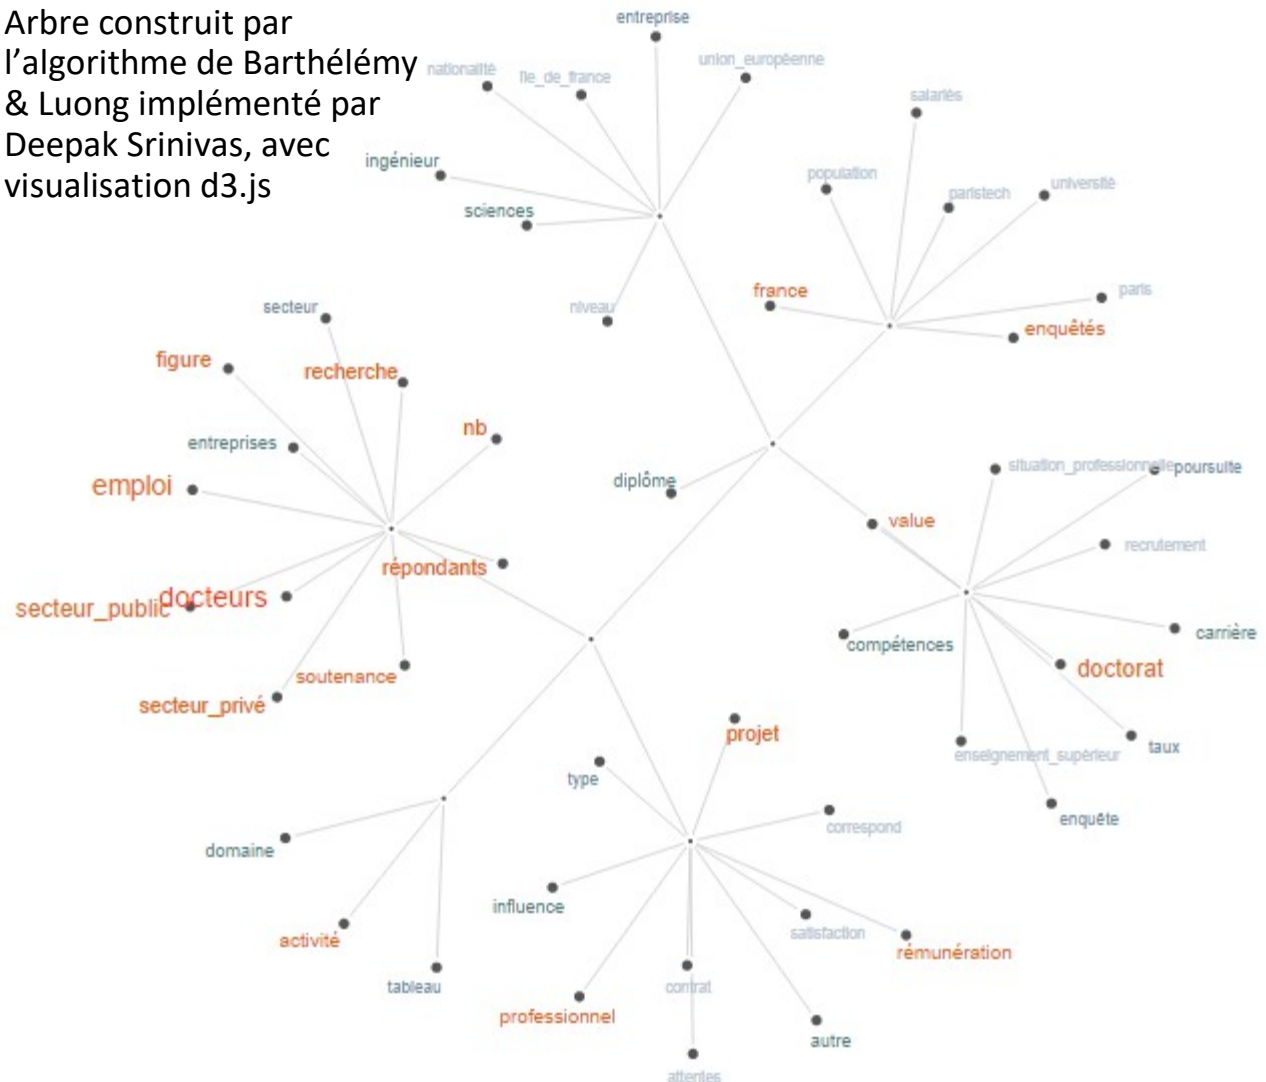 Arbre construit par
l’algorithme de Barthélémy
& Luong implémenté par
Deepak Srinivas, avec
visualisation d3.js
entreprise
union_européenne
nationalité
île_de_france
salariés
ingénieur
population
université
paristech
sciences
france
paris
niveau
secteur
enquêtés
figure
recherche
nb
entreprises
situation_professionnelle
poursuite
diplôme
emploi
value
recrutement
répondants
docteurs
secteur_public
carrière
compétences
doctorat
soutenance
secteur_privé
projet
taux
enseignement_supérieur
type
enquête
correspond
domaine
influence
satisfaction
activité
rémunération
tableau
contrat
professionnel
autre
attentes